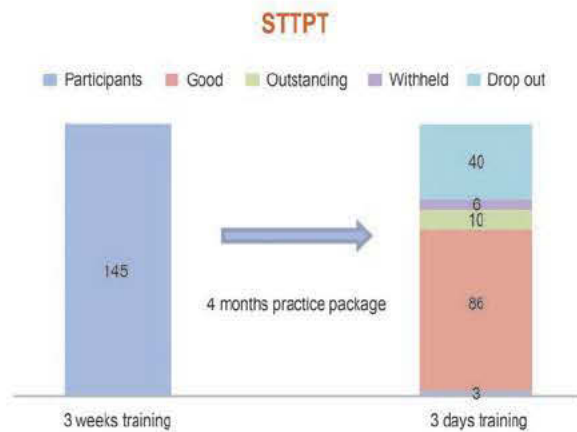 STTPT
Participants Good Outstanding Withheld Drop out
40
6
10
145
4 months practice package
86
3
3 weeks training 3 days training